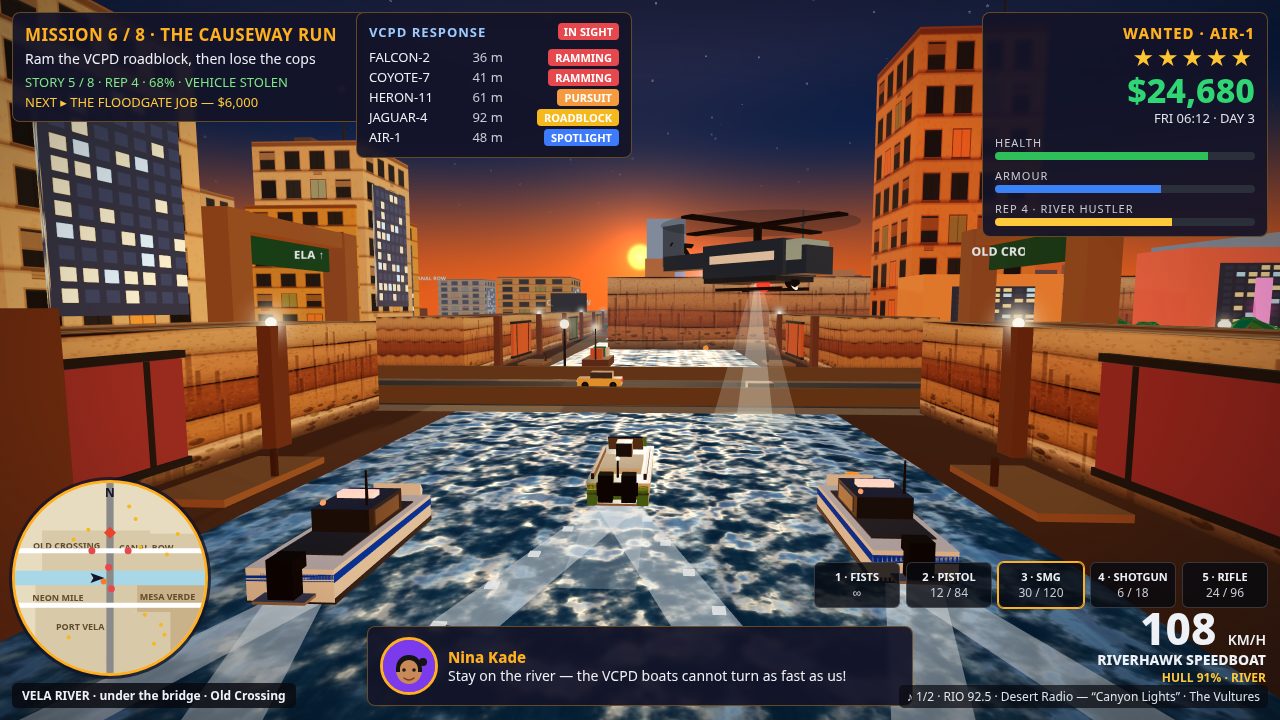 MISSION 6 / 8 · THE CAUSEWAY RUN
Ram the VCPD roadblock, then lose the cops
STORY 5 / 8 · REP 4 · 68% · VEHICLE STOLEN
NEXT ▸ THE FLOODGATE JOB — $6,000
VCPD RESPONSE IN SIGHT
FALCON-2 36 m RAMMING
COYOTE-7 41 m RAMMING
HERON-11 61 m PURSUIT
JAGUAR-4 92 m ROADBLOCK
AIR-1 48 m SPOTLIGHT
WANTED · AIR-1
★★★★★
$24,680
FRI 06:12 · DAY 3
HEALTH
ARMOUR
REP 4 · RIVER HUSTLER
ELA ↑
OLD CRO
ANAL ROW
N
OLD CROSSING
CANAL ROW
NEON MILE
MESA VERDE
PORT VELA
VELA RIVER · under the bridge · Old Crossing
Nina Kade
Stay on the river — the VCPD boats cannot turn as fast as us!
1 · FISTS
∞
2 · PISTOL
12 / 84
3 · SMG
30 / 120
4 · SHOTGUN
6 / 18
5 · RIFLE
24 / 96
108 KM/H
RIVERHAWK SPEEDBOAT
HULL 91% · RIVER
♪ 1/2 · RIO 92.5 · Desert Radio — “Canyon Lights” · The Vultures